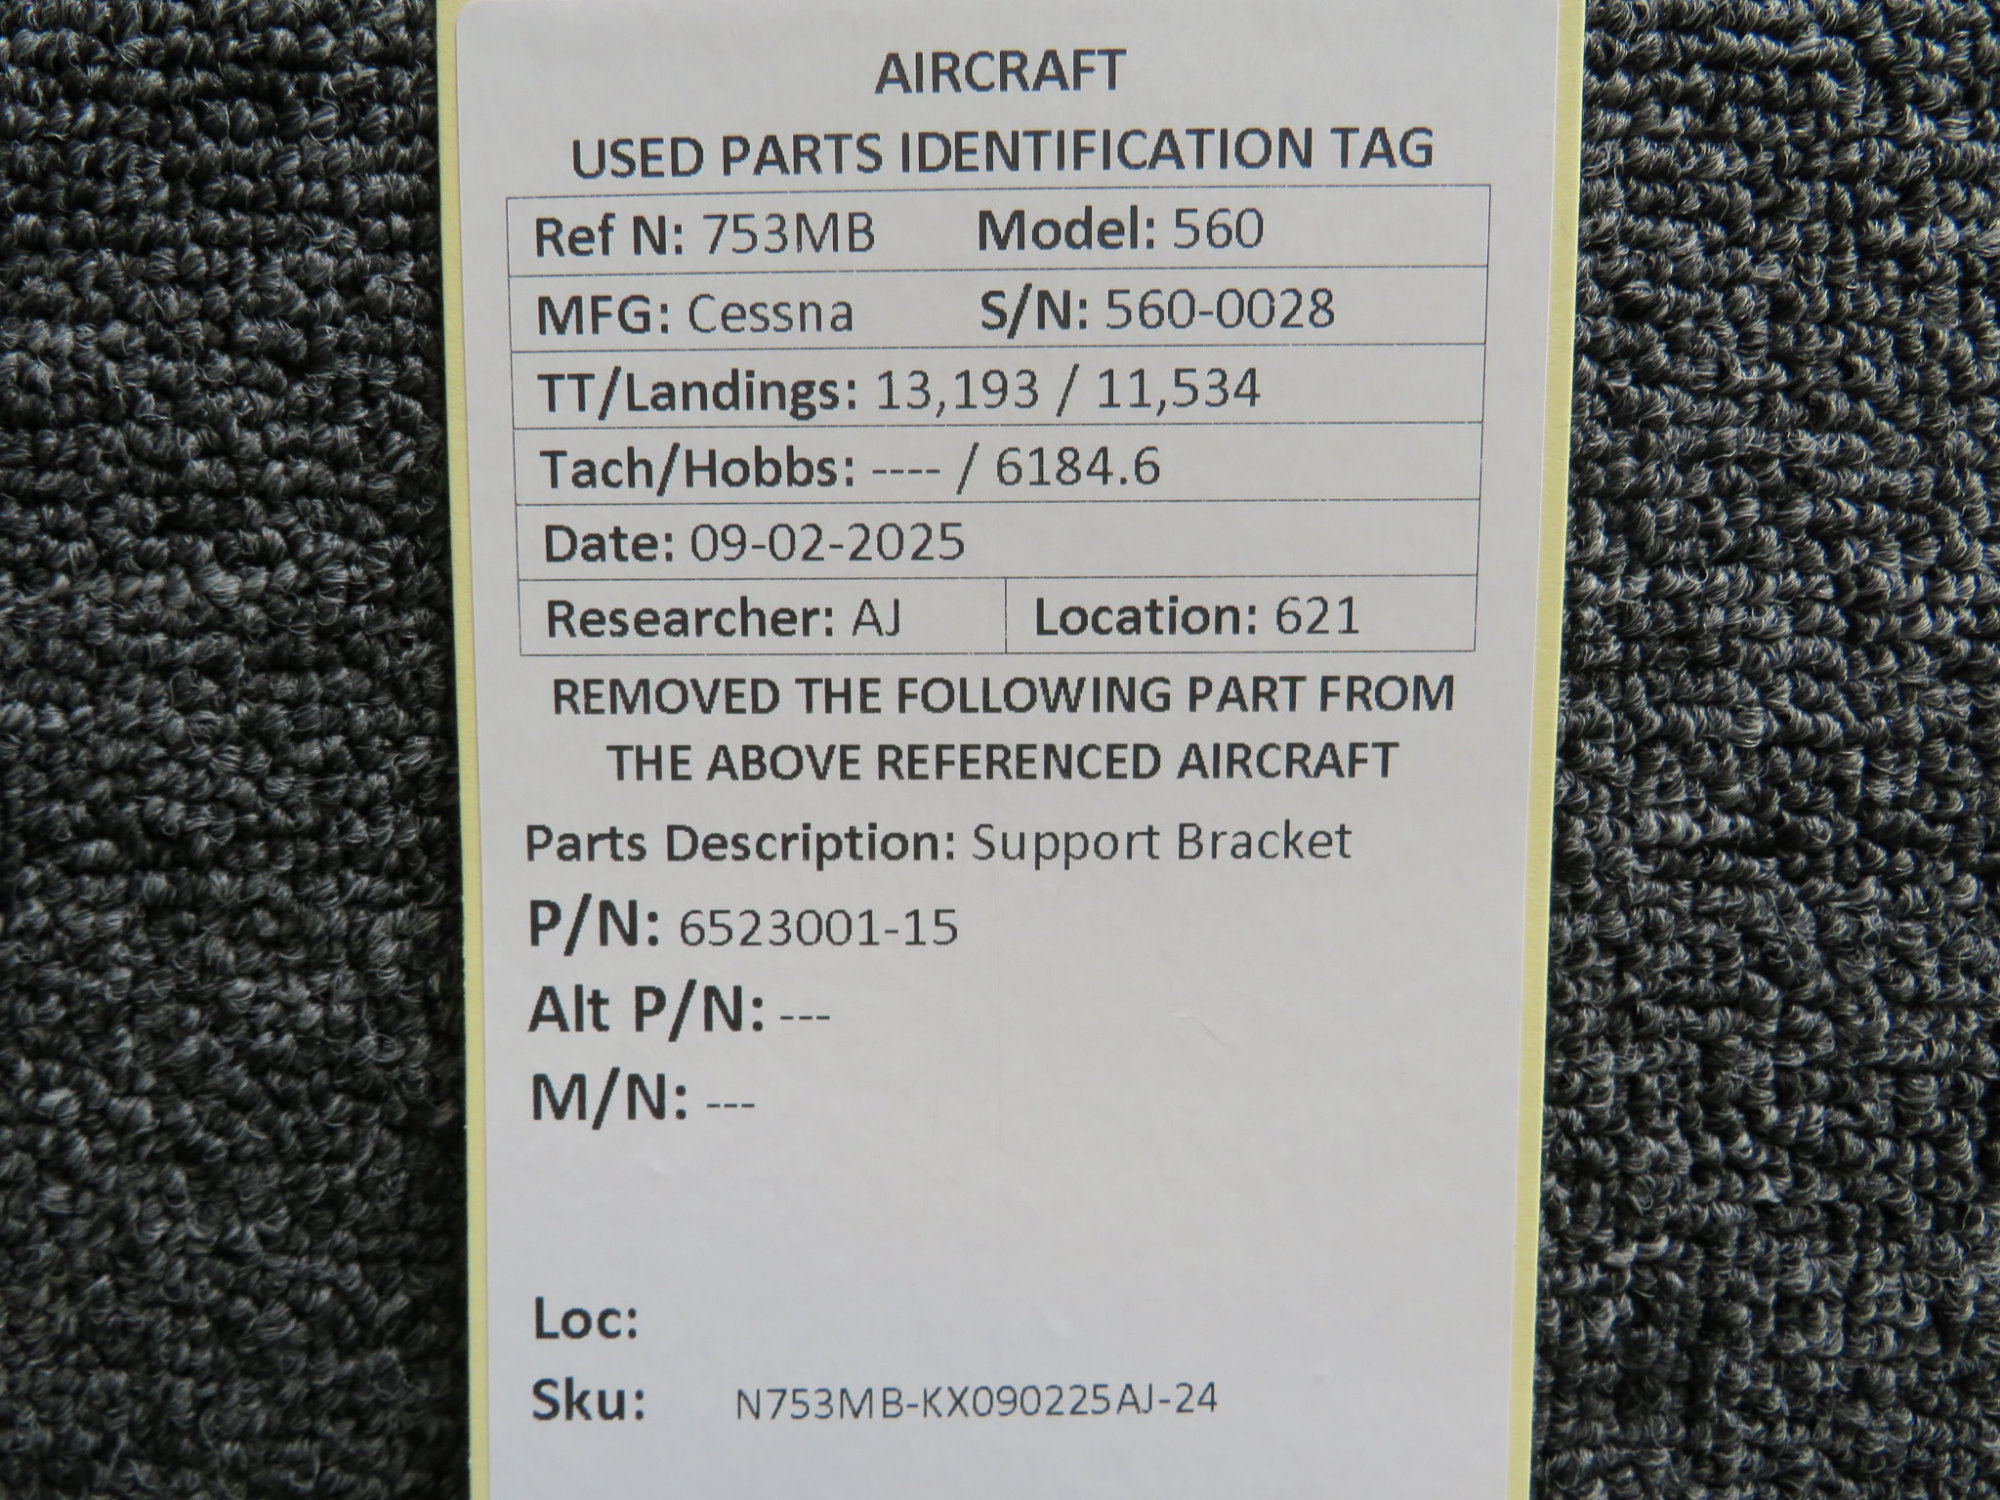 AIRCRAFT
USED PARTS IDENTIFICATION TAG
Ref N: 753MB Model: 560
MFG: Cessna S/N: 560-0028
TT/Landings: 13,193 / 11,534
Tach/Hobbs: ---- / 6184.6
Date: 09-02-2025
Researcher: AJ Location: 621
REMOVED THE FOLLOWING PART FROM
THE ABOVE REFERENCED AIRCRAFT
Parts Description: Support Bracket
P/N: 6523001-15
Alt P/N: ---
M/N: ---
Loc:
Sku: N753MB-KX090225AJ-24